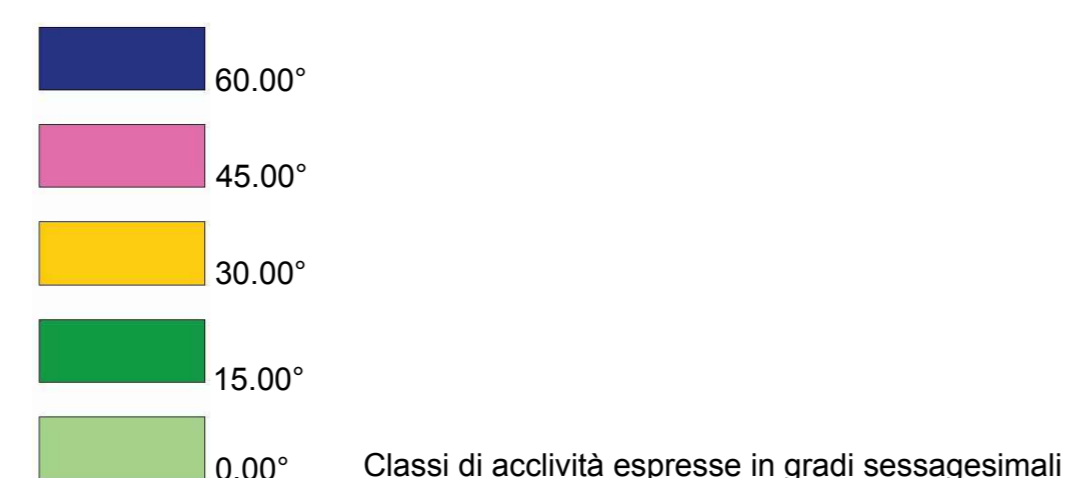 60.00°
45.00°
30.00°
15.00°
0.00° Classi di acclività espresse in gradi sessagesimali